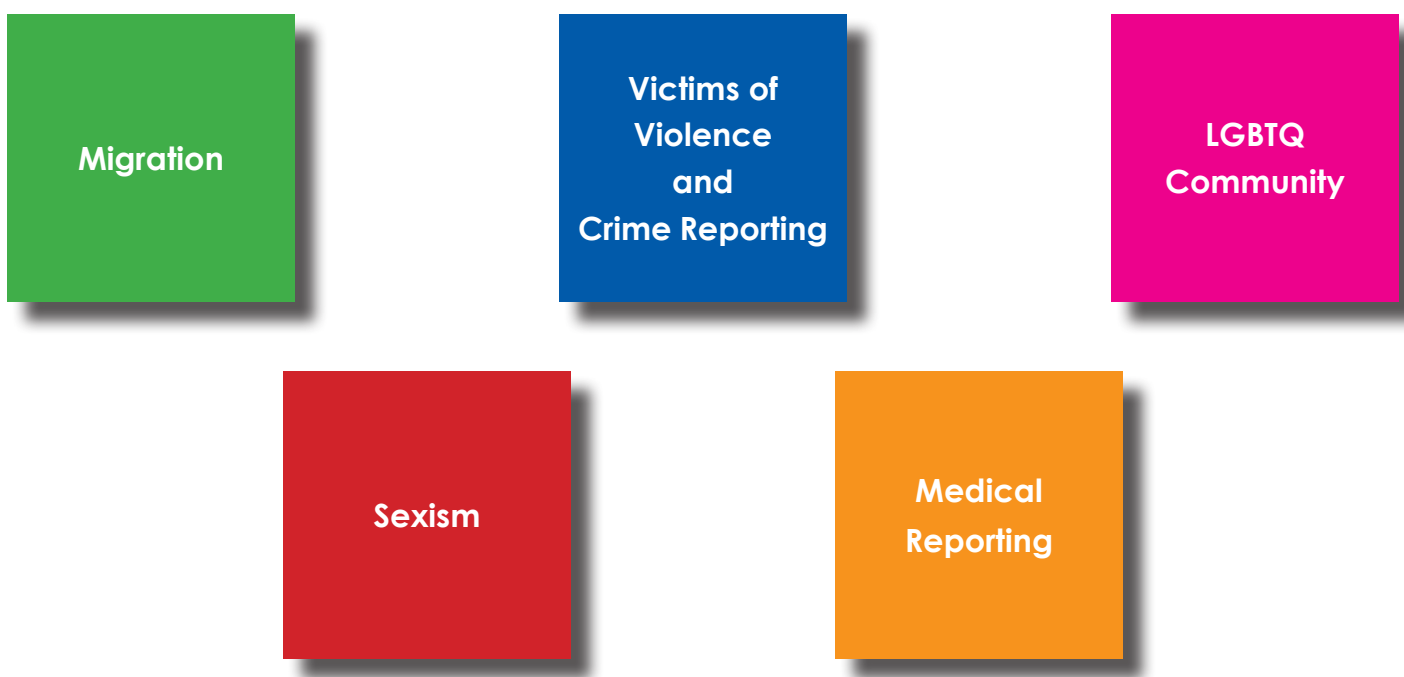 Migration
Victims of
Violence
and
Crime Reporting
LGBTQ
Community
Sexism
Medical
Reporting